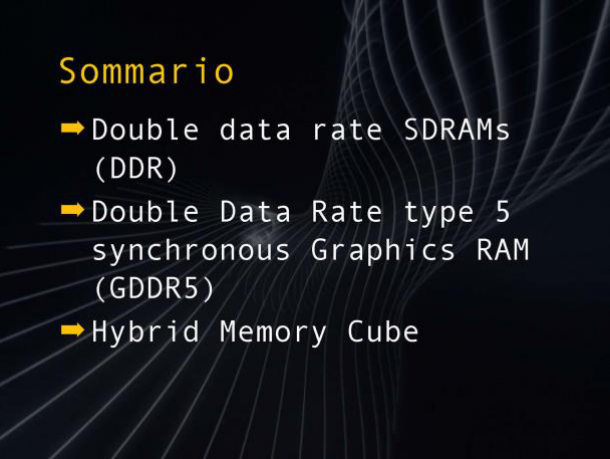 Sommario
➡Double data rate SDRAMs
(DDR)
➡Double Data Rate type 5
synchronous Graphics RAM
(GDDR5)
➡Hybrid Memory Cube